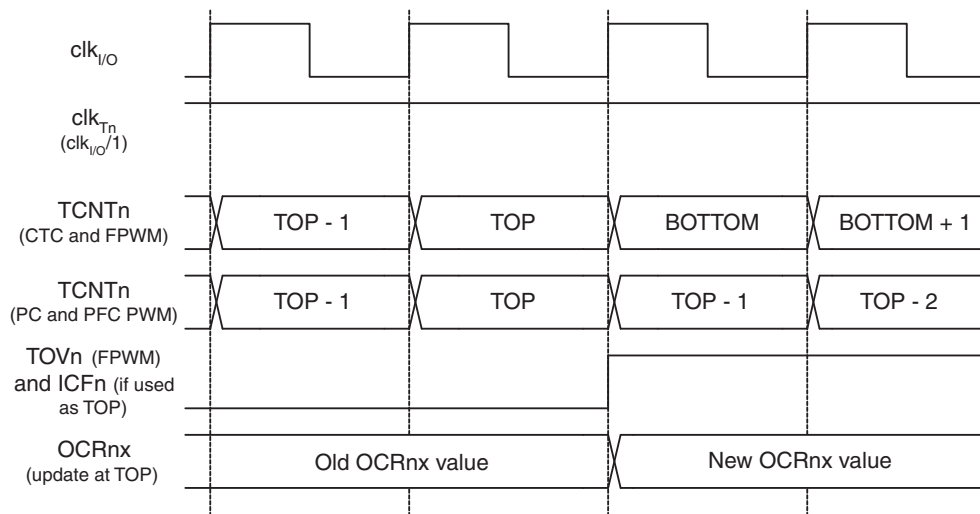 clkI/O
clkTn
(clkI/O/1)
TCNTn
(CTC and FPWM)
TOP - 1
TOP
BOTTOM
BOTTOM + 1
TCNTn
(PC and PFC PWM)
TOP - 1
TOP
TOP - 1
TOP - 2
TOVn (FPWM)
and ICFn (if used
as TOP)
OCRnx
(update at TOP)
Old OCRnx value
New OCRnx value